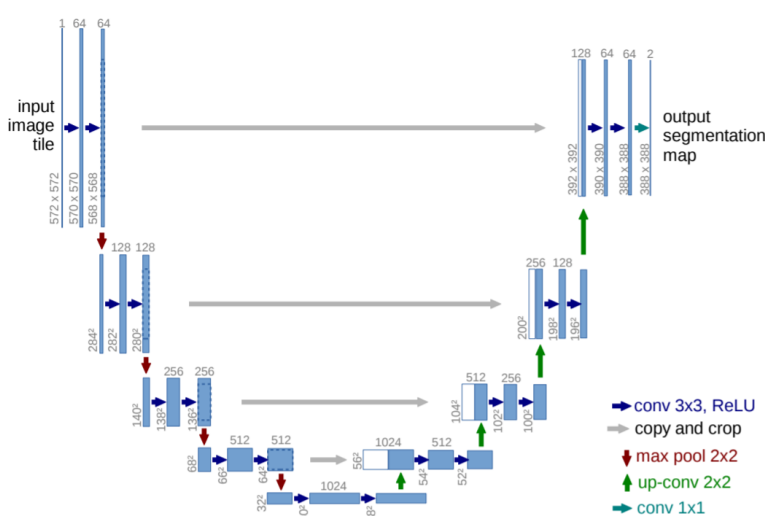 1 64 64
128 64 64 2
input
image
tile
output
segmentation
map
572 x 572
570 x 570
568 x 568
392 x 392
390 x 390
388 x 388
388 x 388
128 128
256 128
284²
282²
280²
200²
198²
196²
256 256
512 256
140²
138²
136²
104²
102²
100²
512 512
1024 512
68²
66²
64²
56²
54²
52²
1024
32²
0²
8²
conv 3x3, ReLU
copy and crop
max pool 2x2
up-conv 2x2
conv 1x1